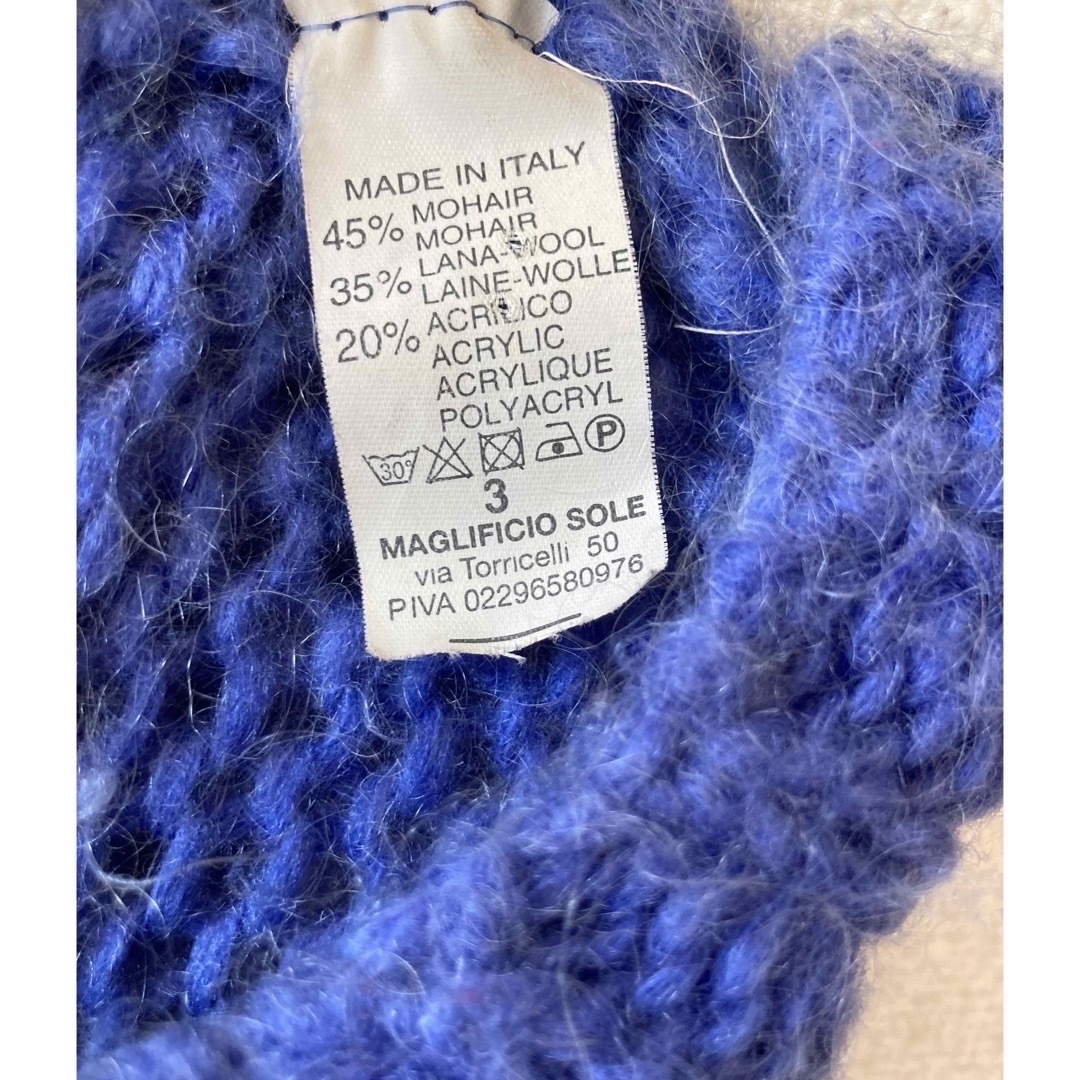 MADE IN ITALY
45% MOHAIR
MOHAIR
35% LANA-WOOL
LAINE-WOLLE
20% ACRILICO
ACRYLIC
ACRYLIQUE
POLYACRYL
30° P
3
MAGLIFICIO SOLE
via Torricelli 50
PIVA 02296580976